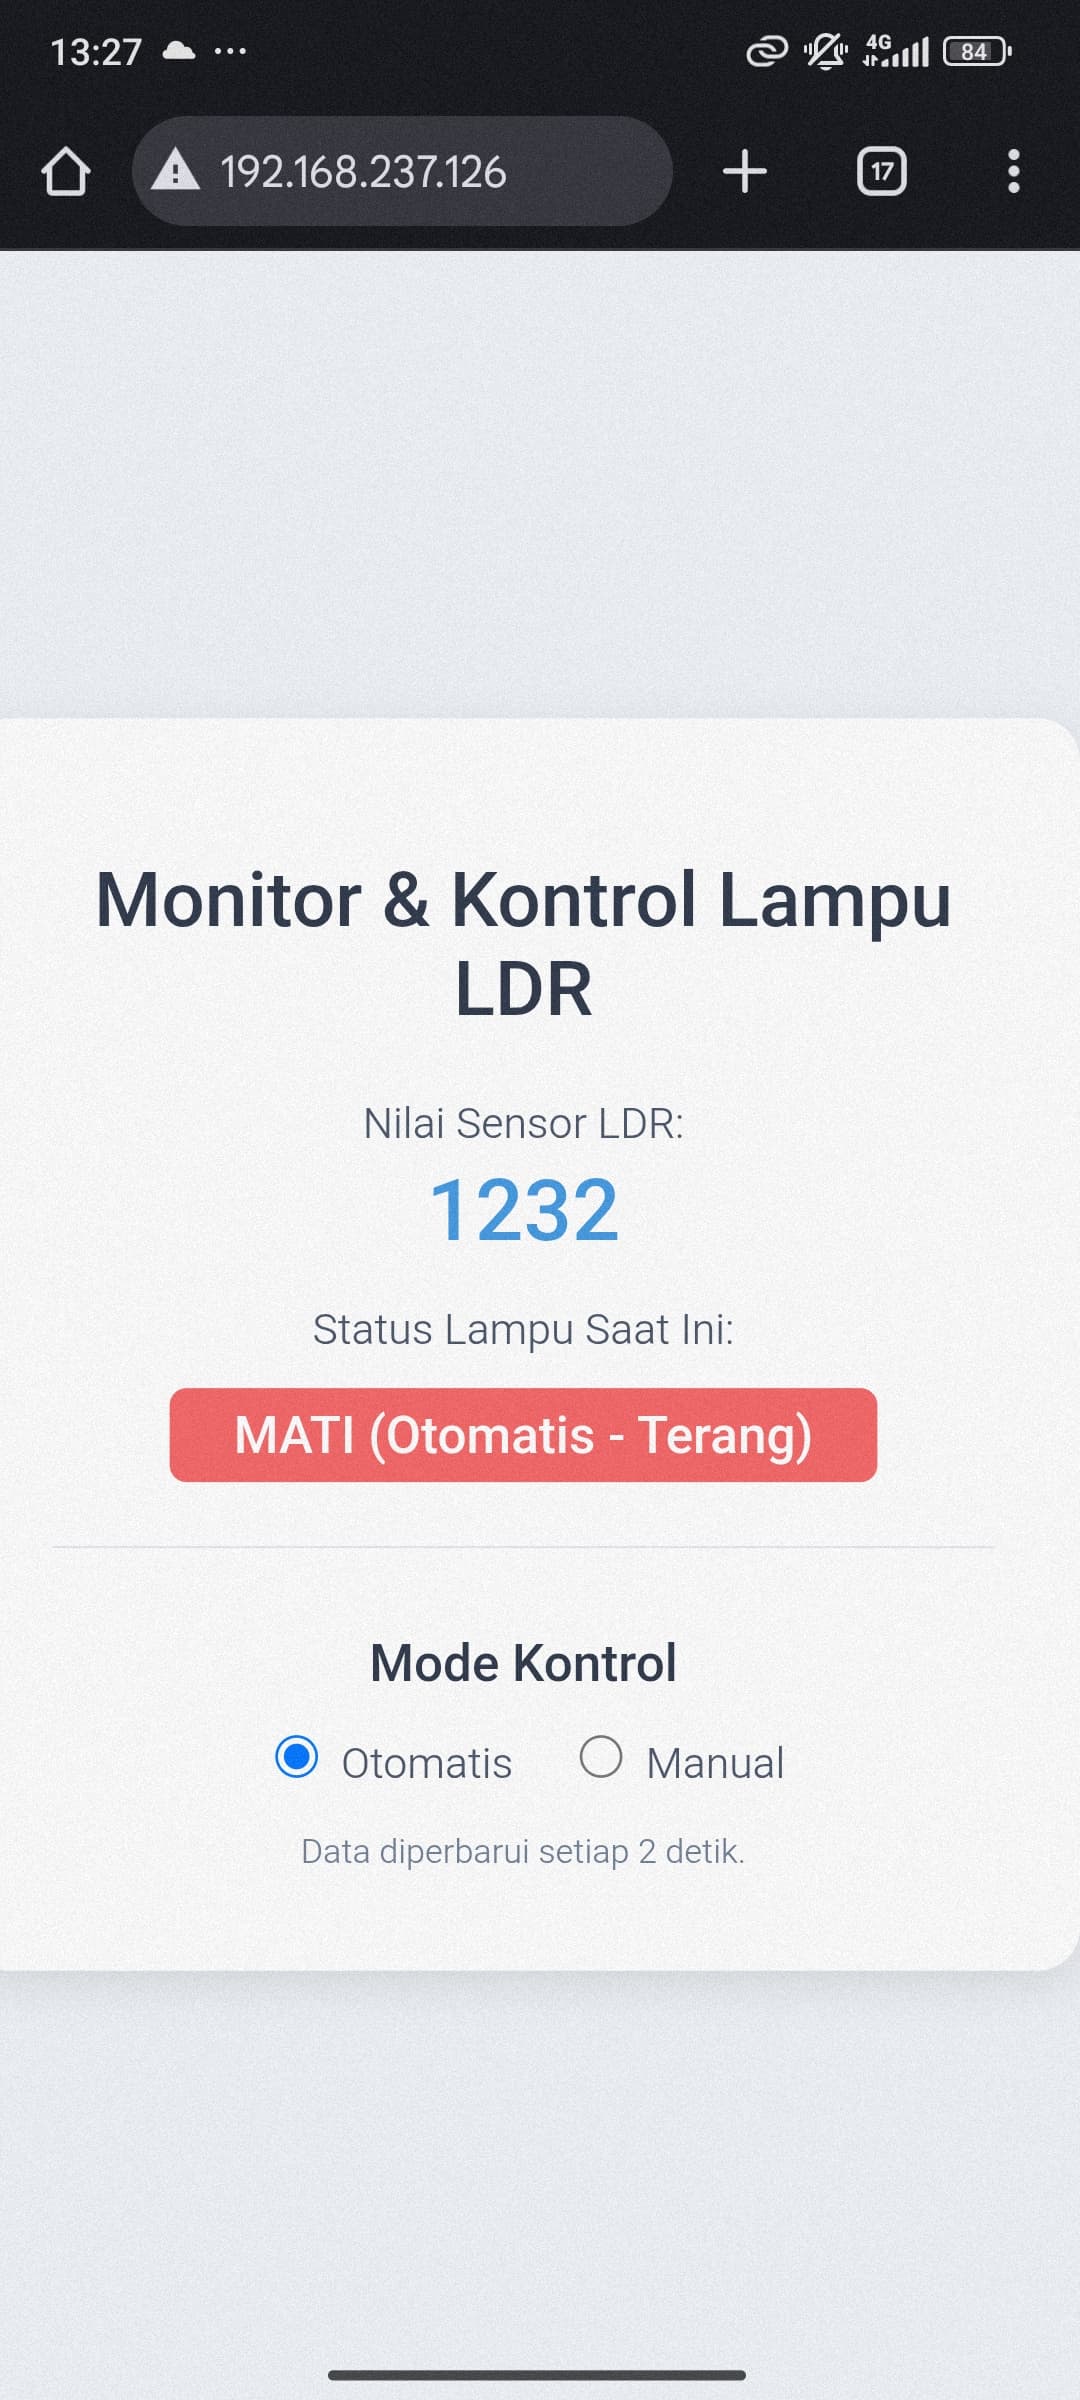 13:27
4G
84
192.168.237.126
17
Monitor & Kontrol Lampu
LDR
Nilai Sensor LDR:
1232
Status Lampu Saat Ini:
MATI (Otomatis - Terang)
Mode Kontrol
Otomatis Manual
Data diperbarui setiap 2 detik.